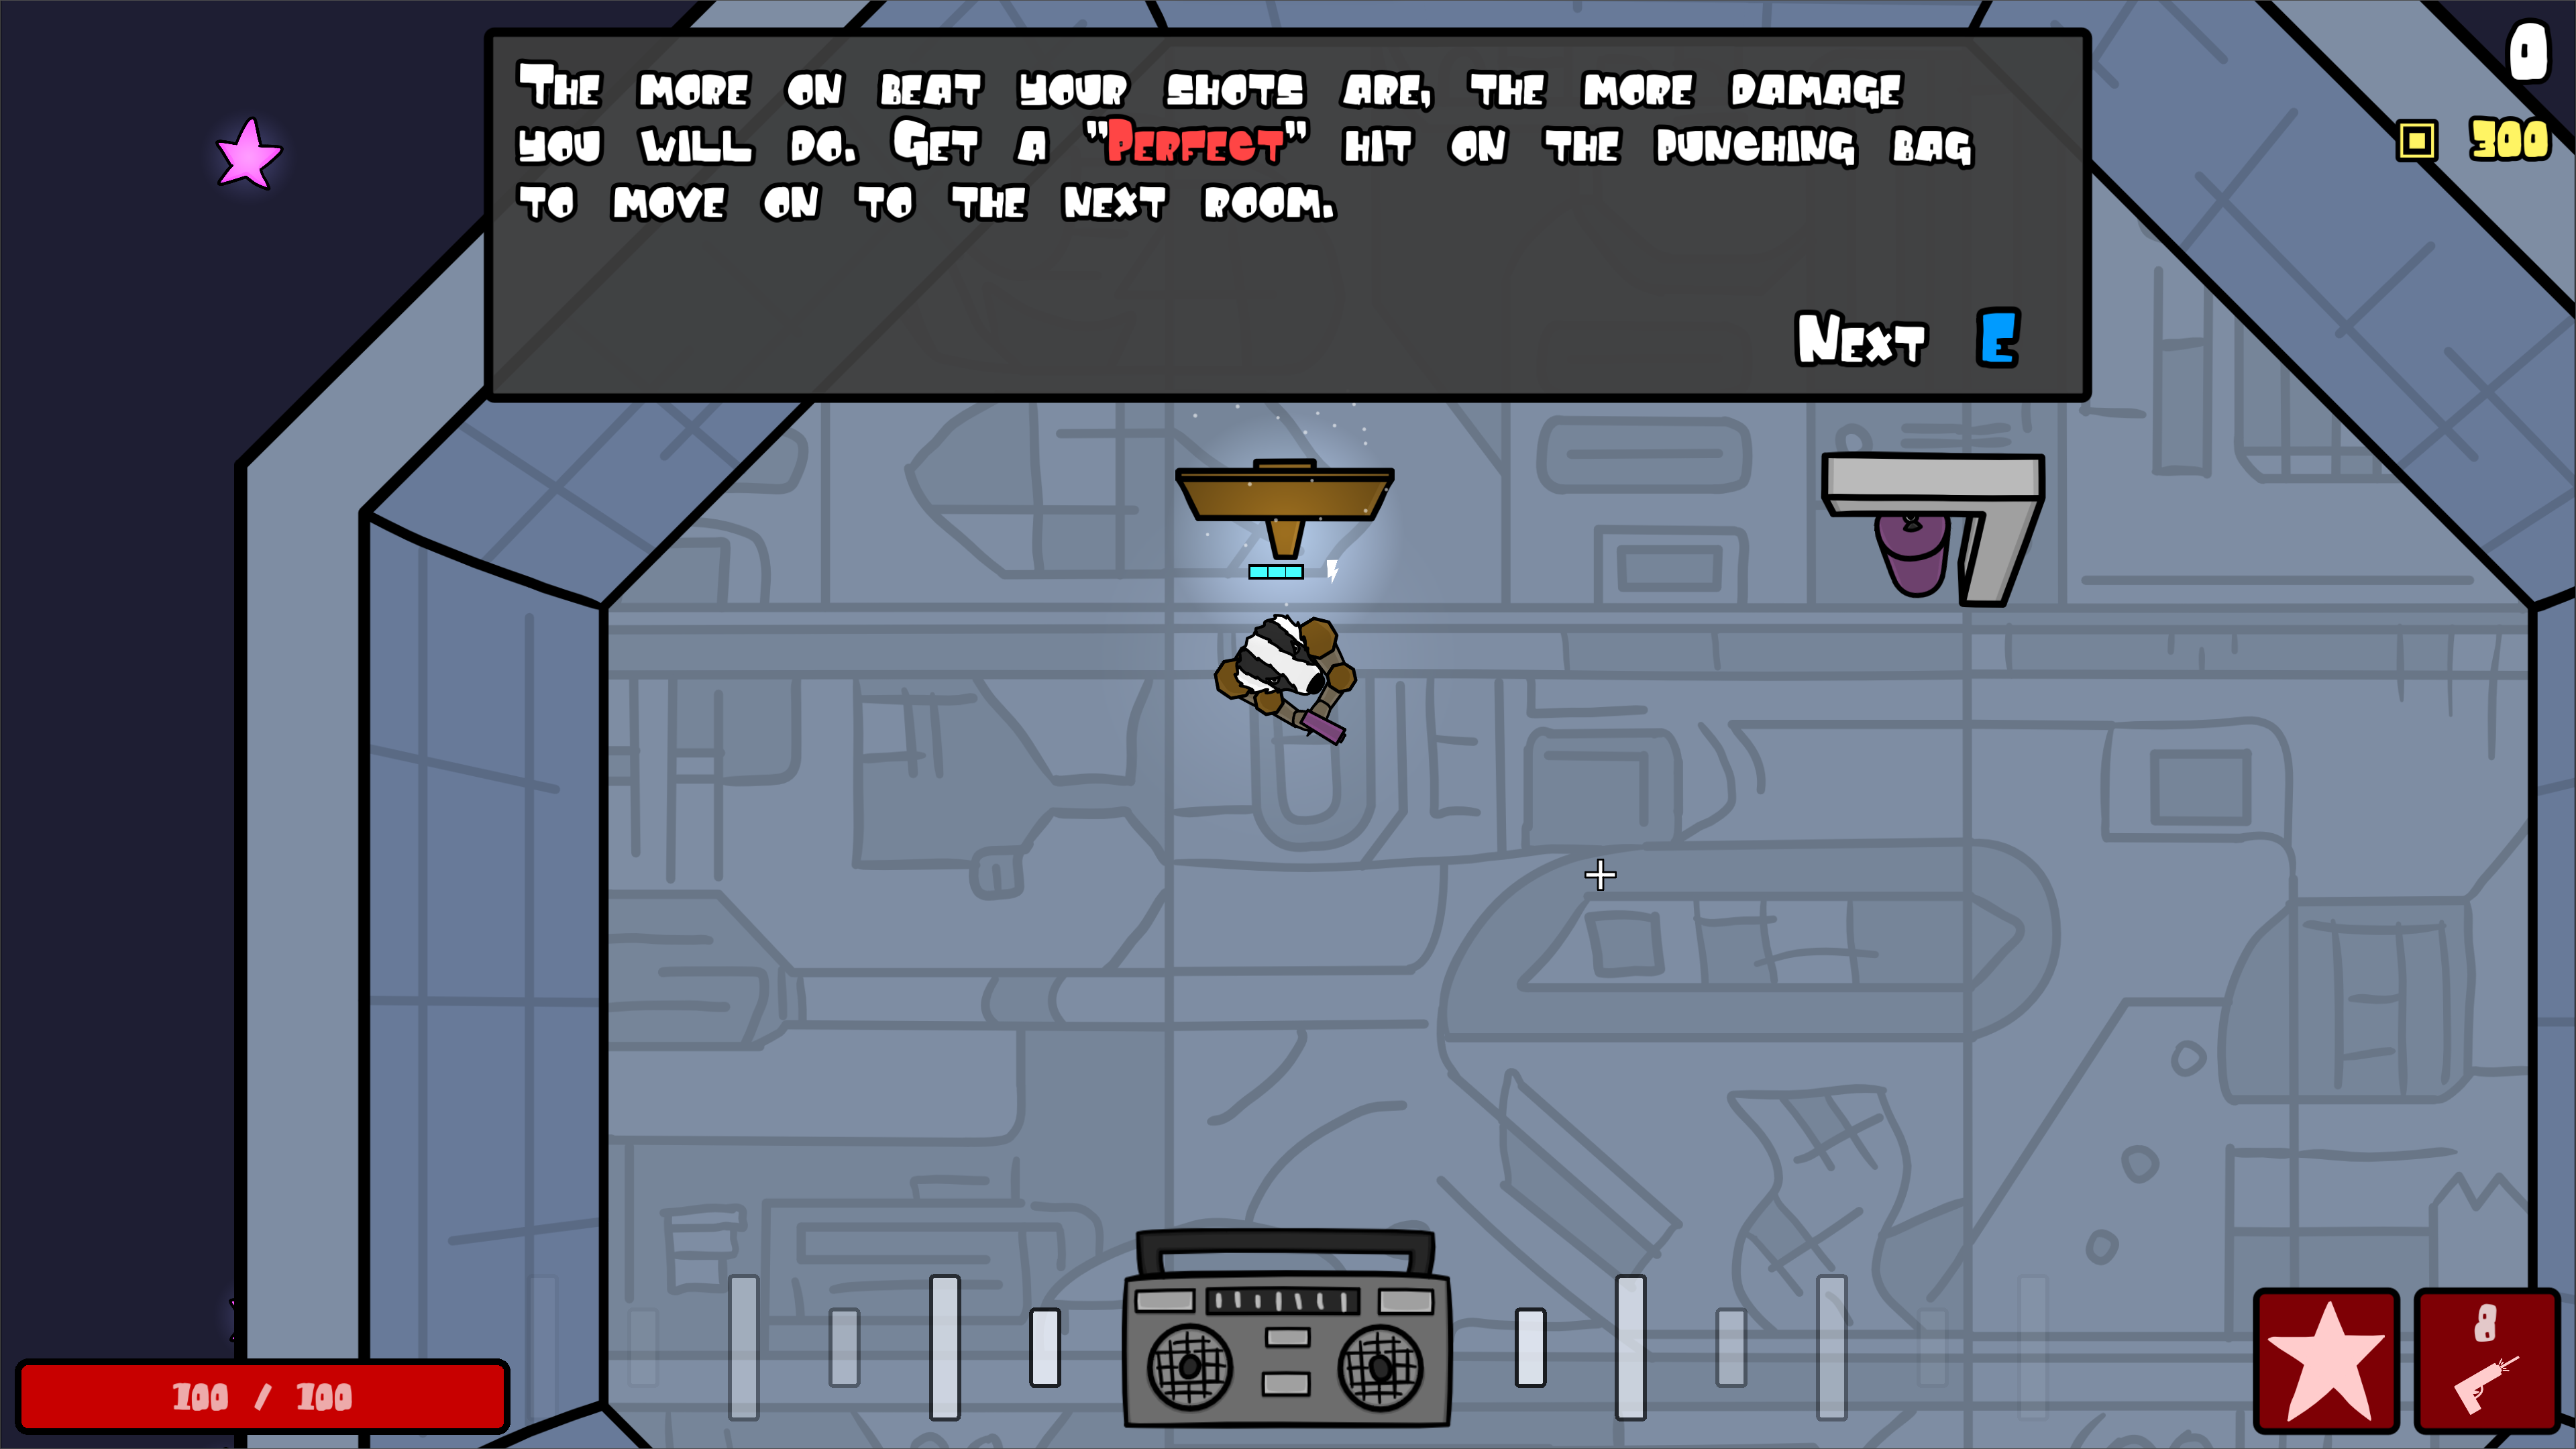 The more on beat your shots are, the more damage
you will do. Get a "Perfect" hit on the punching bag
to move on to the next room.
Next E
0
300
100 / 100
8